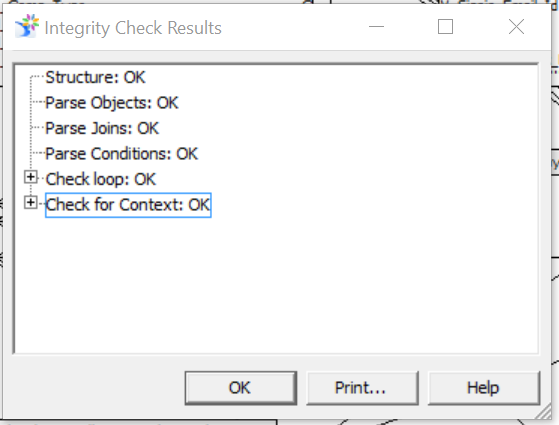 Integrity Check Results
Structure: OK
Parse Objects: OK
Parse Joins: OK
Parse Conditions: OK
Check loop: OK
Check for Context: OK
OK
Print...
Help